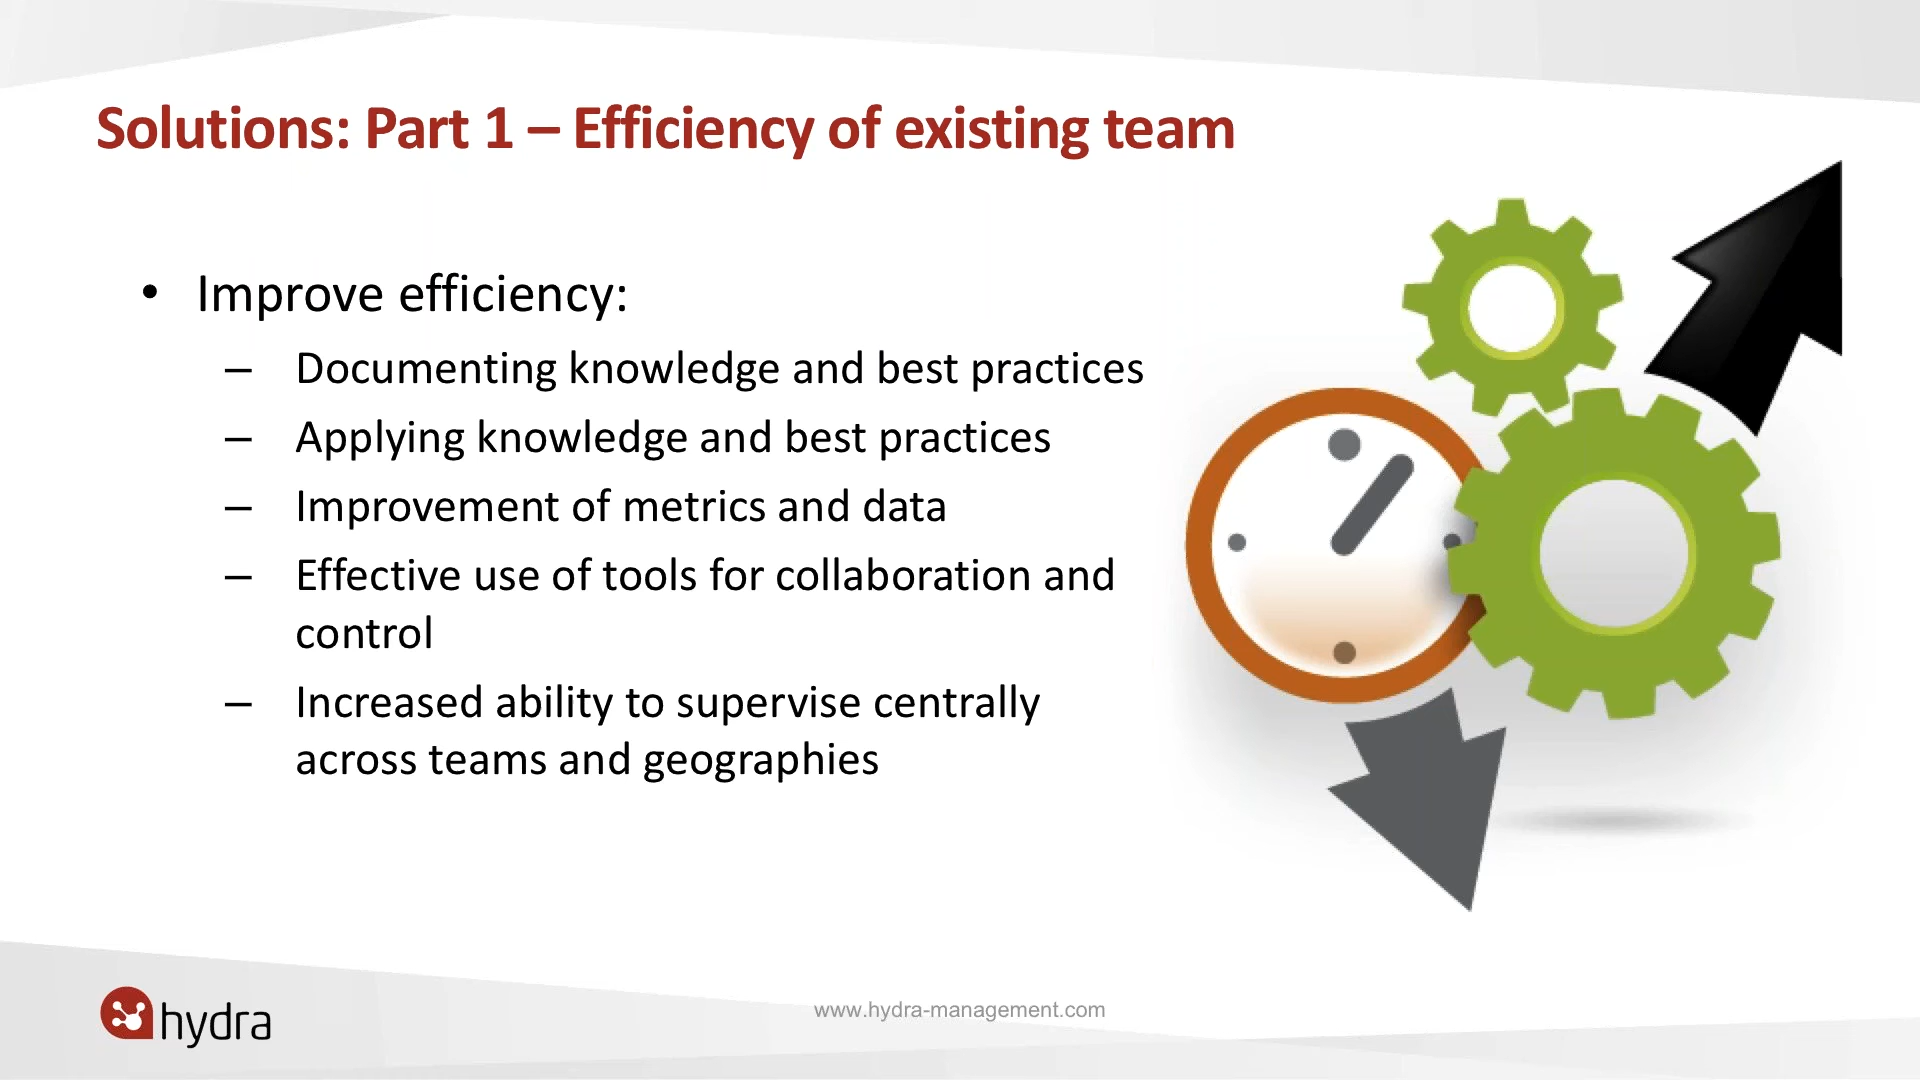 Solutions: Part 1 – Efficiency of existing team
• Improve efficiency:
– Documenting knowledge and best practices
– Applying knowledge and best practices
– Improvement of metrics and data
– Effective use of tools for collaboration and
control
– Increased ability to supervise centrally
across teams and geographies
hydra
www.hydra-management.com